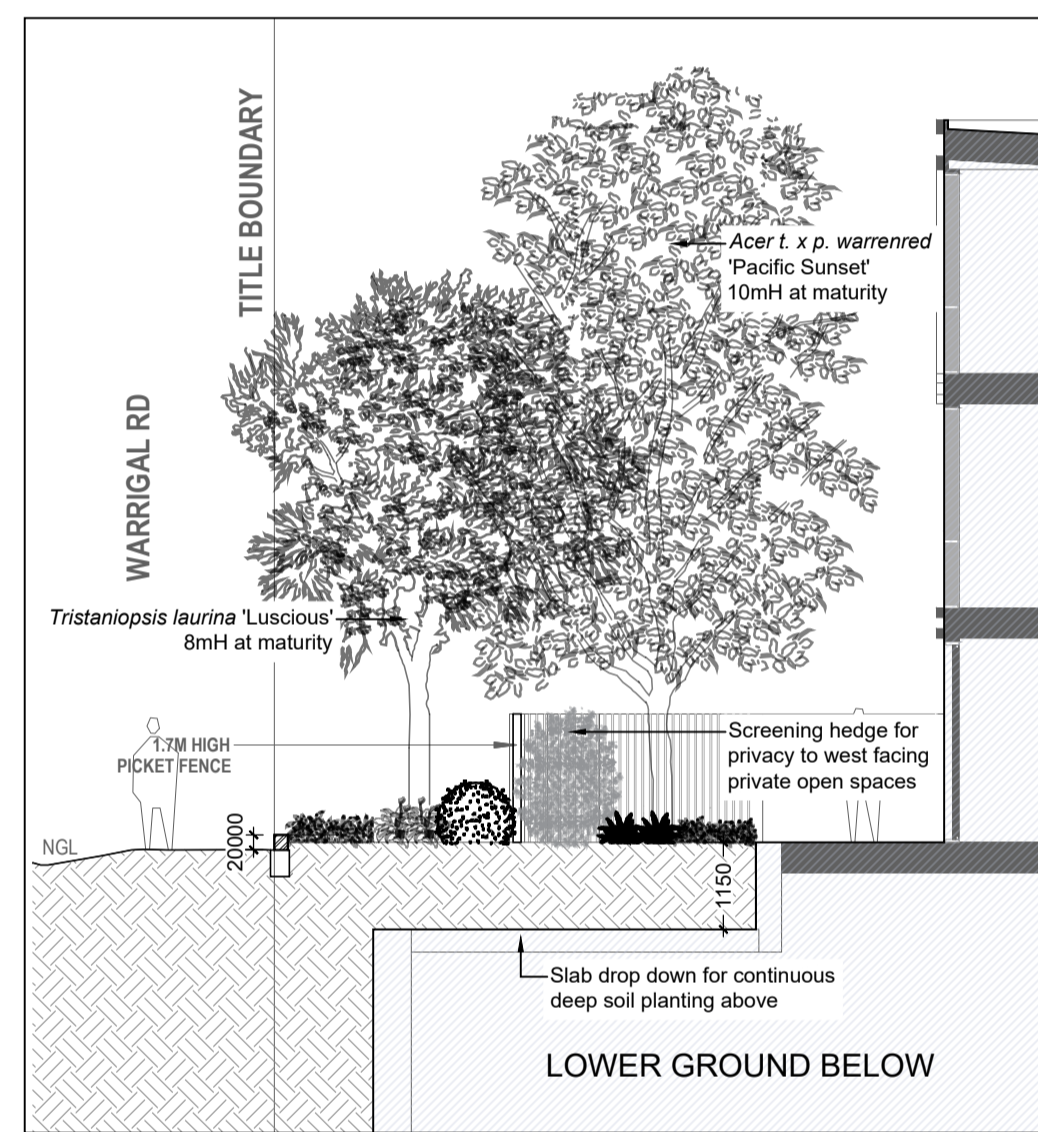 TITLE BOUNDARY
WARRIGAL RD
Acer t. x p. warrenred
'Pacific Sunset'
10mH at maturity
Tristaniopsis laurina 'Luscious'
8mH at maturity
1.7M HIGH
PICKET FENCE
Screening hedge for
privacy to west facing
private open spaces
NGL
20000
1150
Slab drop down for continuous
deep soil planting above
LOWER GROUND BELOW